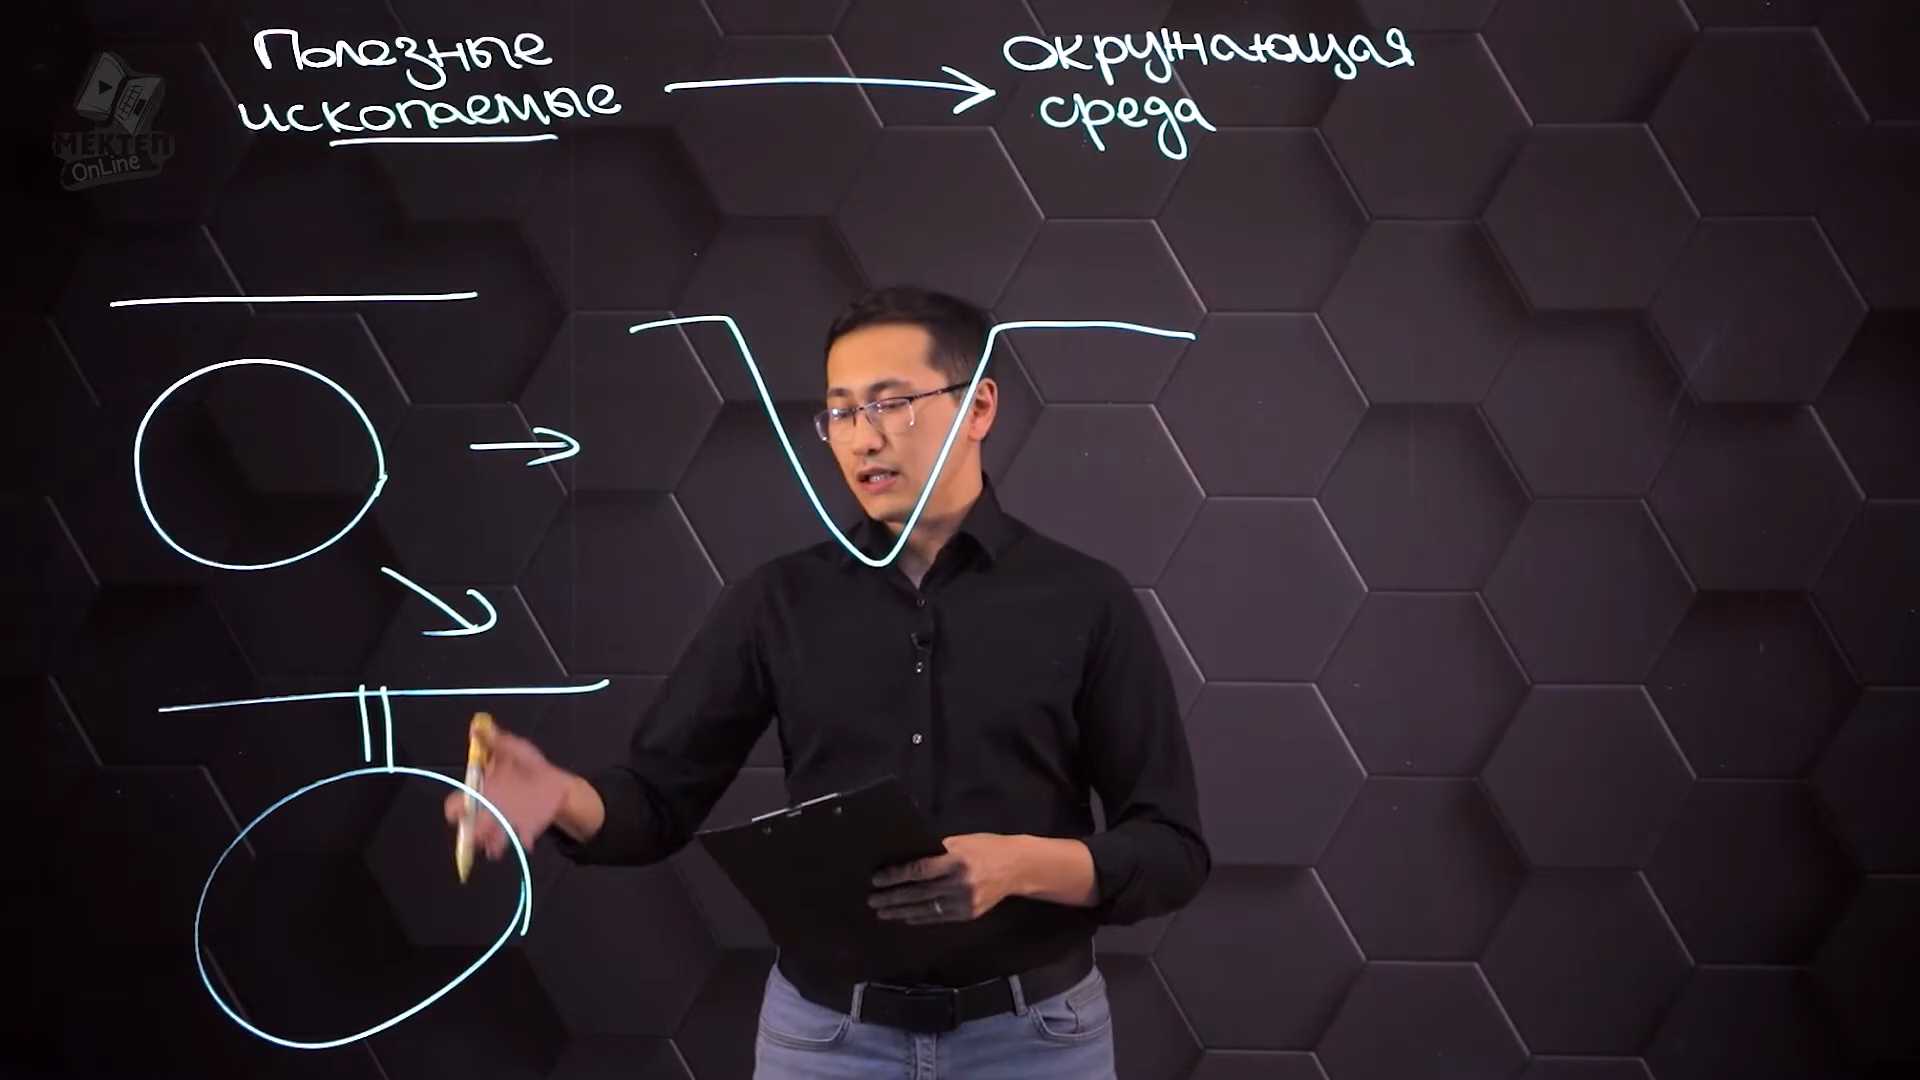 Полезные
ископаемые
окружающая
среда
МЕКТЕП
OnLine